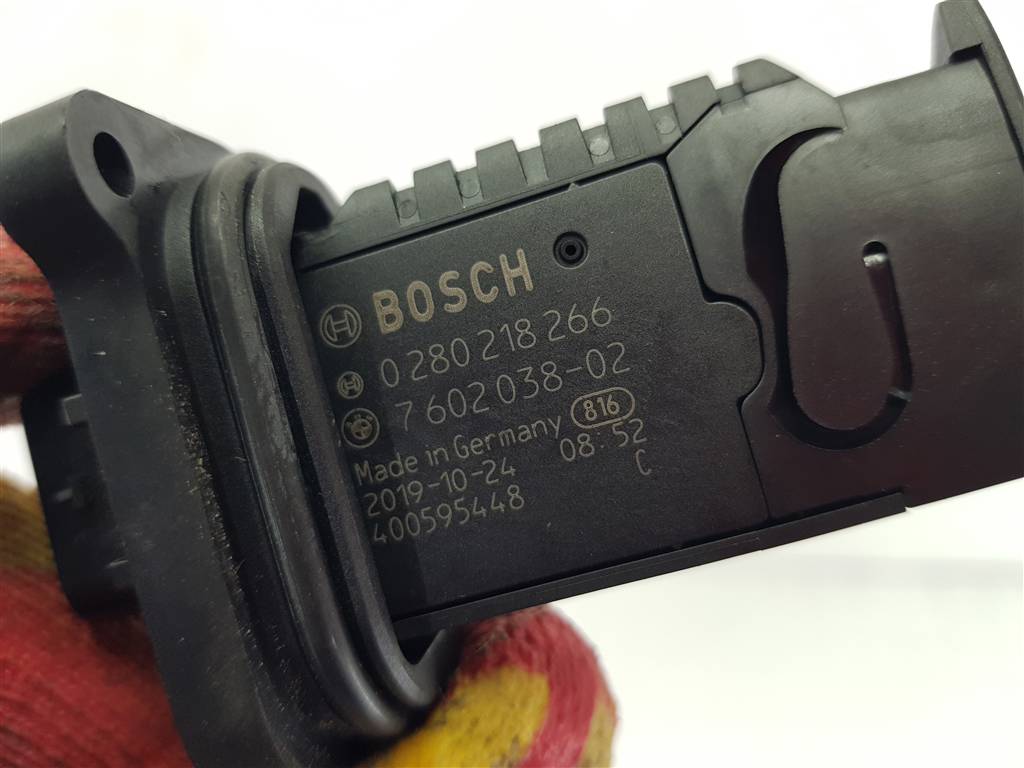 BOSCH
0 280 218 266
7 602 038-02
Made in Germany 816
2019-10-24 08:52
400595448 C